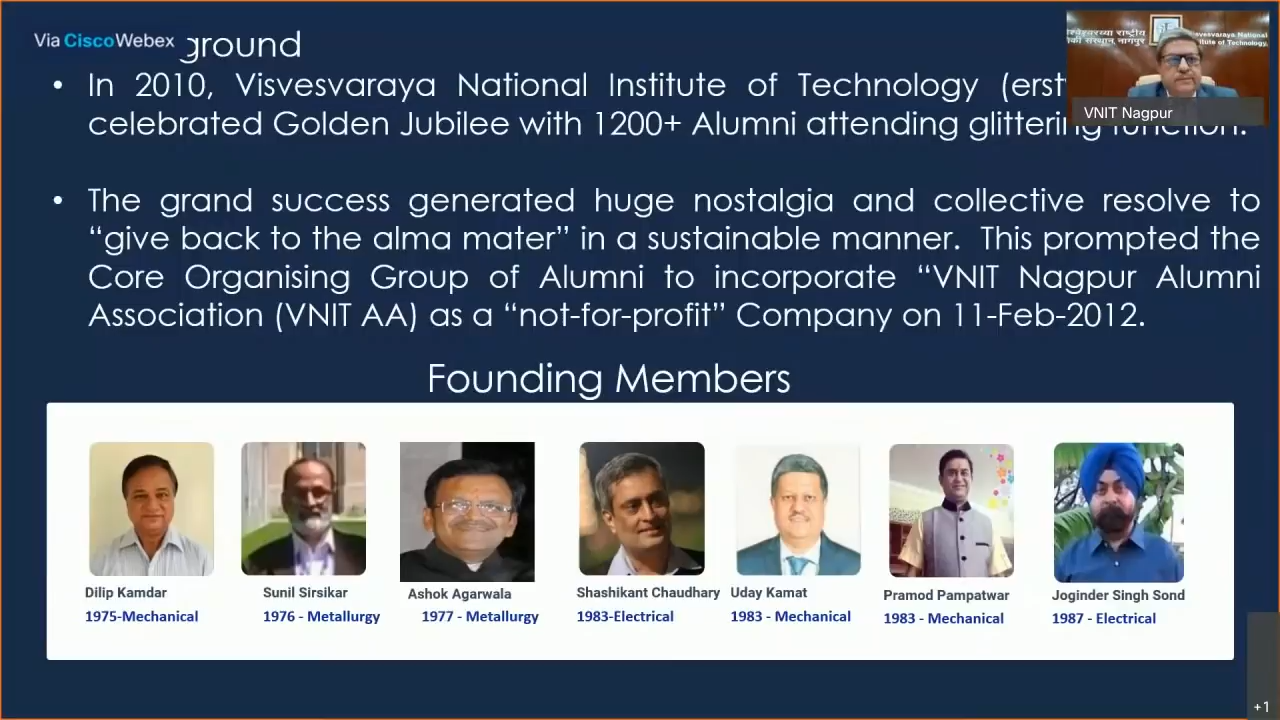 Via Cisco Webex
ground
• In 2010, Visvesvaraya National Institute of Technology (erst
celebrated Golden Jubilee with 1200+ Alumni attending glittering function.
• The grand success generated huge nostalgia and collective resolve to
“give back to the alma mater” in a sustainable manner. This prompted the
Core Organising Group of Alumni to incorporate “VNIT Nagpur Alumni
Association (VNIT AA) as a “not-for-profit” Company on 11-Feb-2012.
VNIT Nagpur
Founding Members
Dilip Kamdar
1975-Mechanical
Sunil Sirsikar
1976 - Metallurgy
Ashok Agarwala
1977 - Metallurgy
Shashikant Chaudhary
1983-Electrical
Uday Kamat
1983 - Mechanical
Pramod Pampatwar
1983 - Mechanical
Joginder Singh Sond
1987 - Electrical
+1